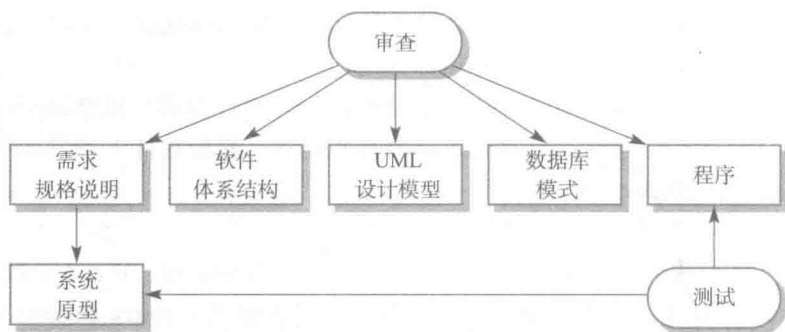 审查
需求
规格说明
软件
体系结构
UML
设计模型
数据库
模式
程序
系统
原型
测试